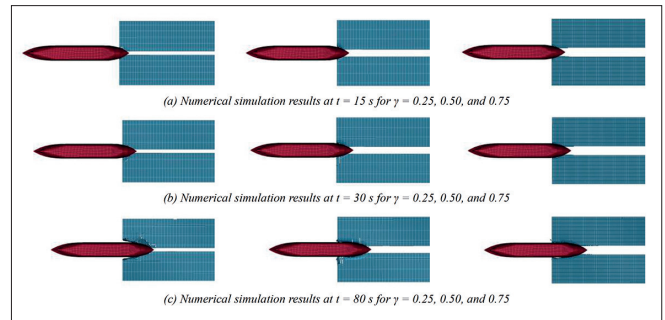 (a) Numerical simulation results at t = 15 s for γ = 0.25, 0.50, and 0.75
(b) Numerical simulation results at t = 30 s for γ = 0.25, 0.50, and 0.75
(c) Numerical simulation results at t = 80 s for γ = 0.25, 0.50, and 0.75